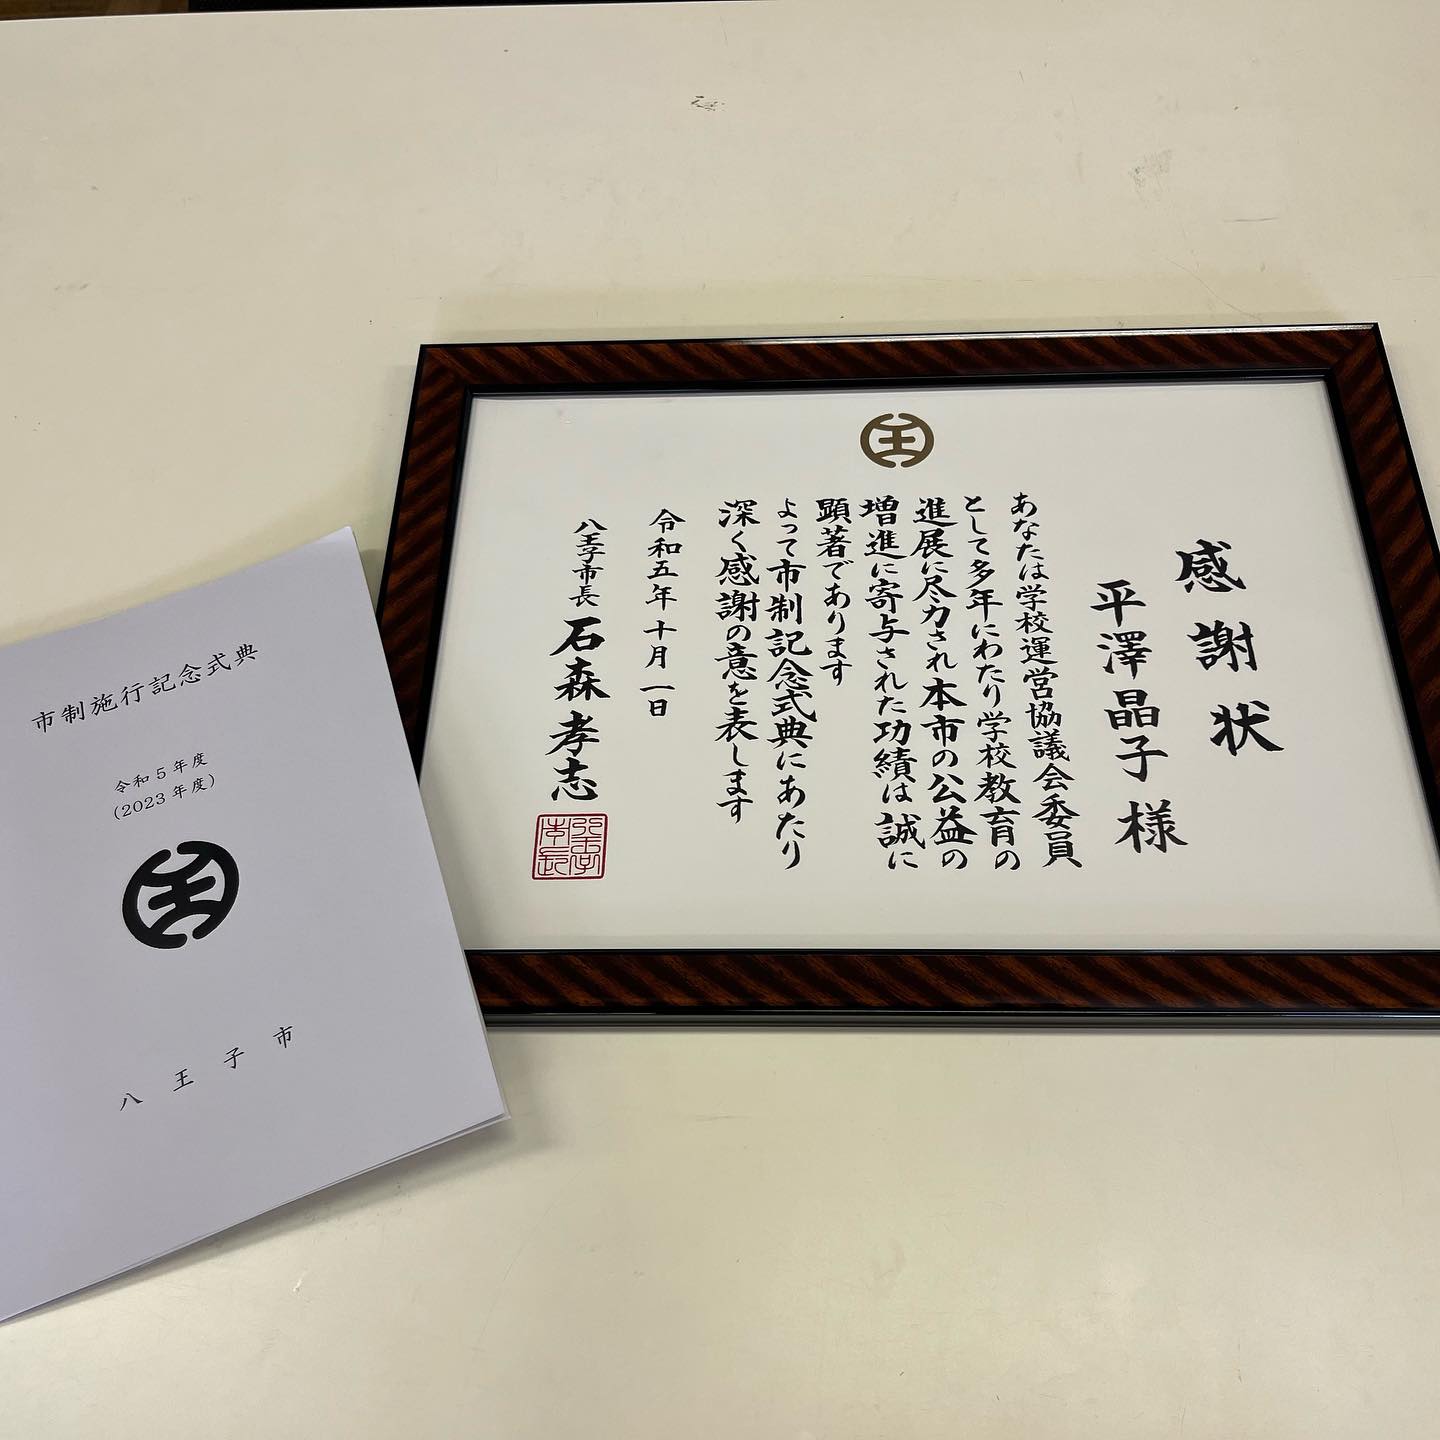 感謝状
平澤晶子様
あなたは学校運営協議会委員
として多年にわたり学校教育の
進展に尽力され本市の公益の
増進に寄与された功績は誠に
顕著であります
よって市制記念式典にあたり
深く感謝の意を表します
令和五年十月一日
八王子市長 石森孝志
市制施行記念式典
令和5年度
(2023年度)
八王子市